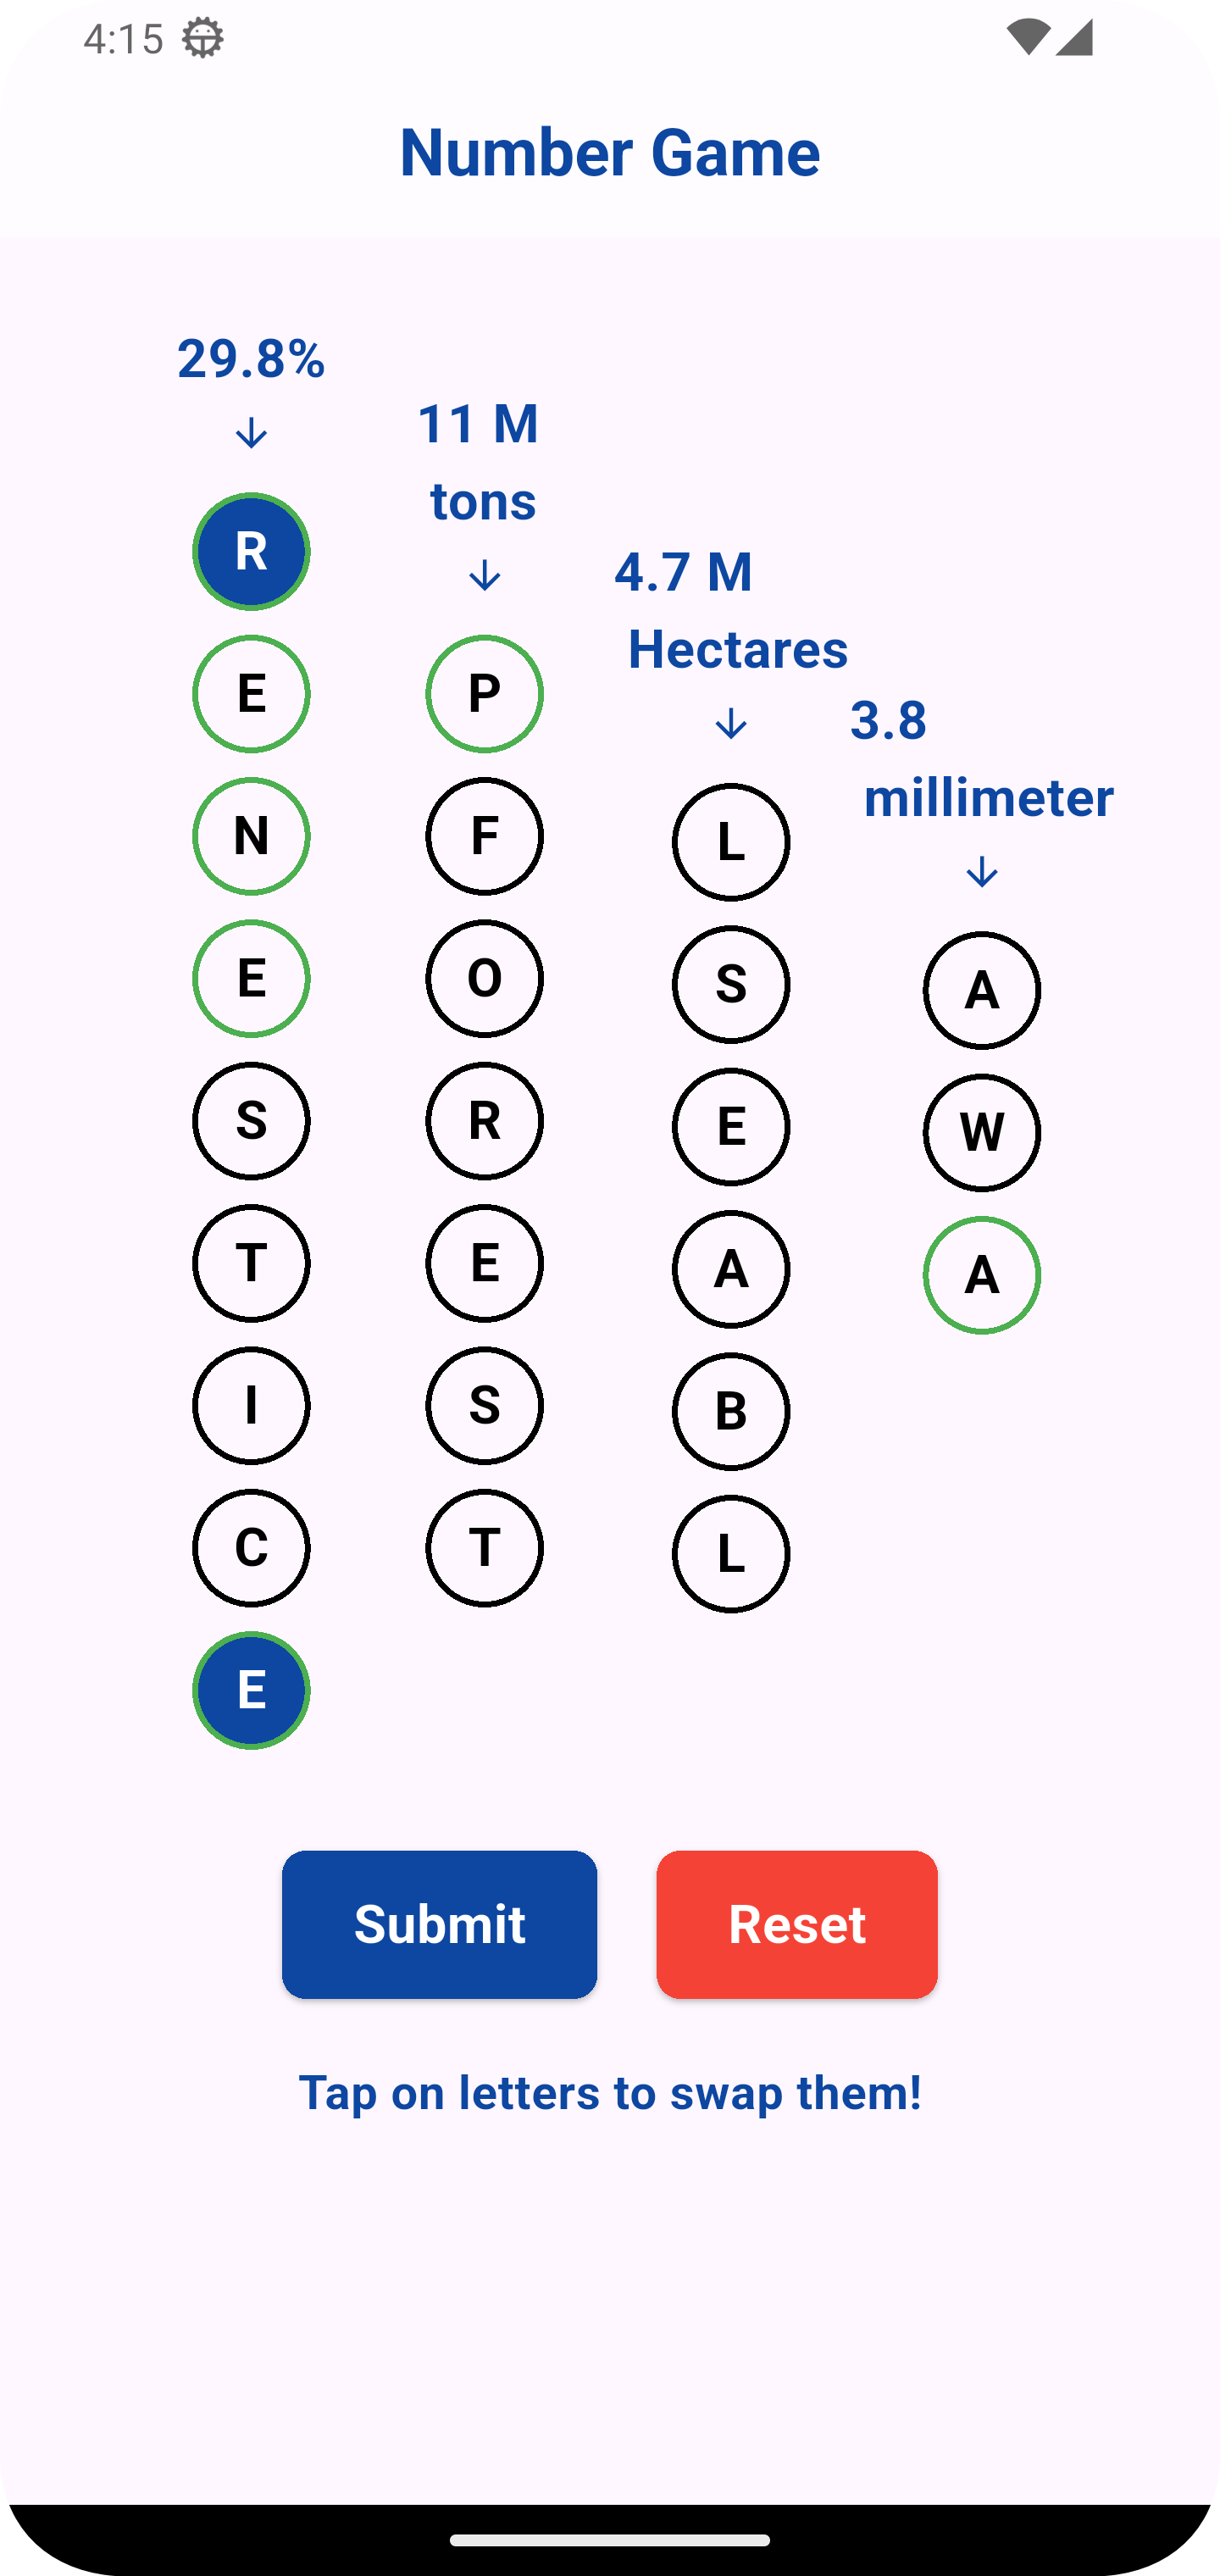 4:15
Number Game
29.8%
↓
R
E
N
E
S
T
I
C
E
11 M
tons
↓
P
F
O
R
E
S
T
4.7 M
Hectares
↓
L
S
E
A
B
L
3.8
millimeter
↓
A
W
A
Submit
Reset
Tap on letters to swap them!